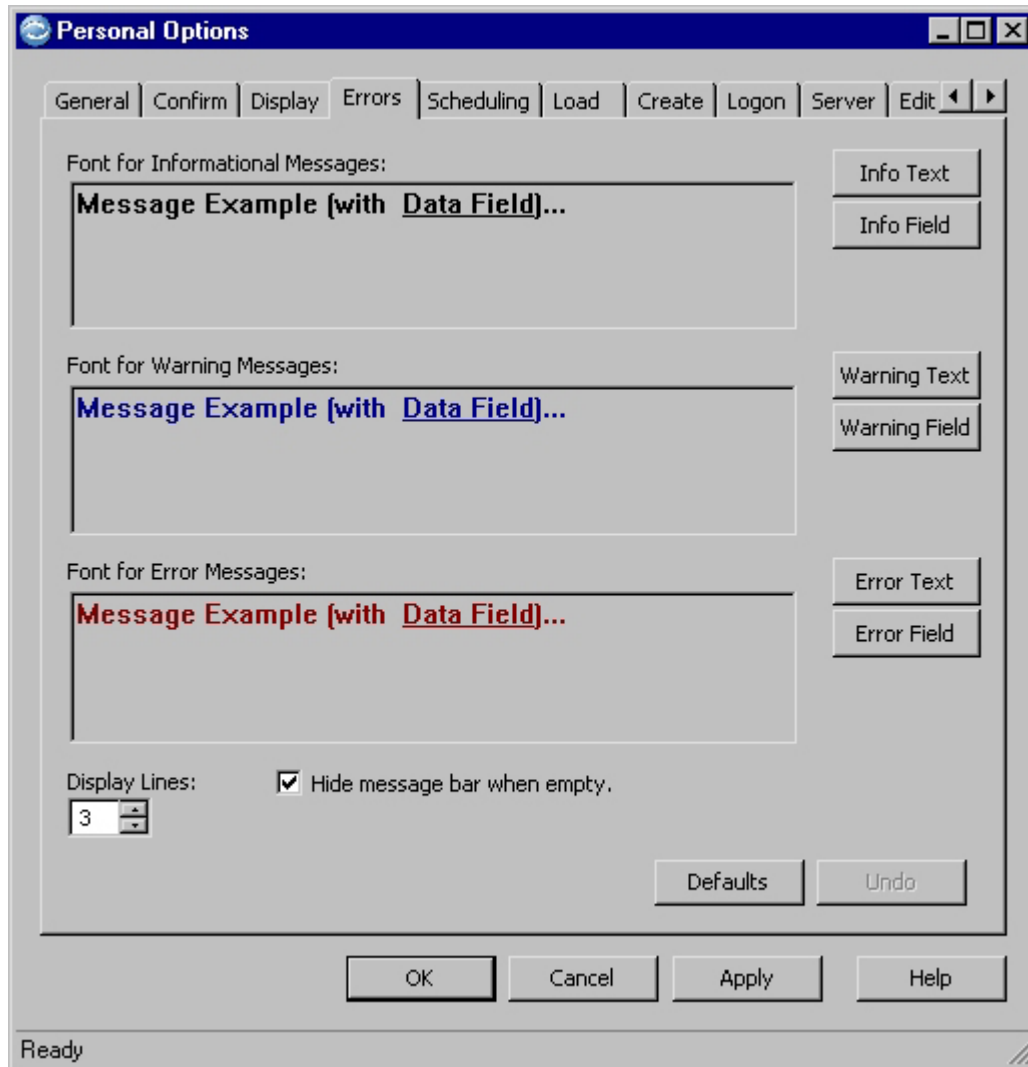 Personal Options
General Confirm Display Errors Scheduling Load Create Logon Server Edit
Font for Informational Messages:
Message Example (with Data Field)...
Info Text
Info Field
Font for Warning Messages:
Message Example (with Data Field)...
Warning Text
Warning Field
Font for Error Messages:
Message Example (with Data Field)...
Error Text
Error Field
Display Lines:
3
Hide message bar when empty.
Defaults Undo
OK Cancel Apply Help
Ready